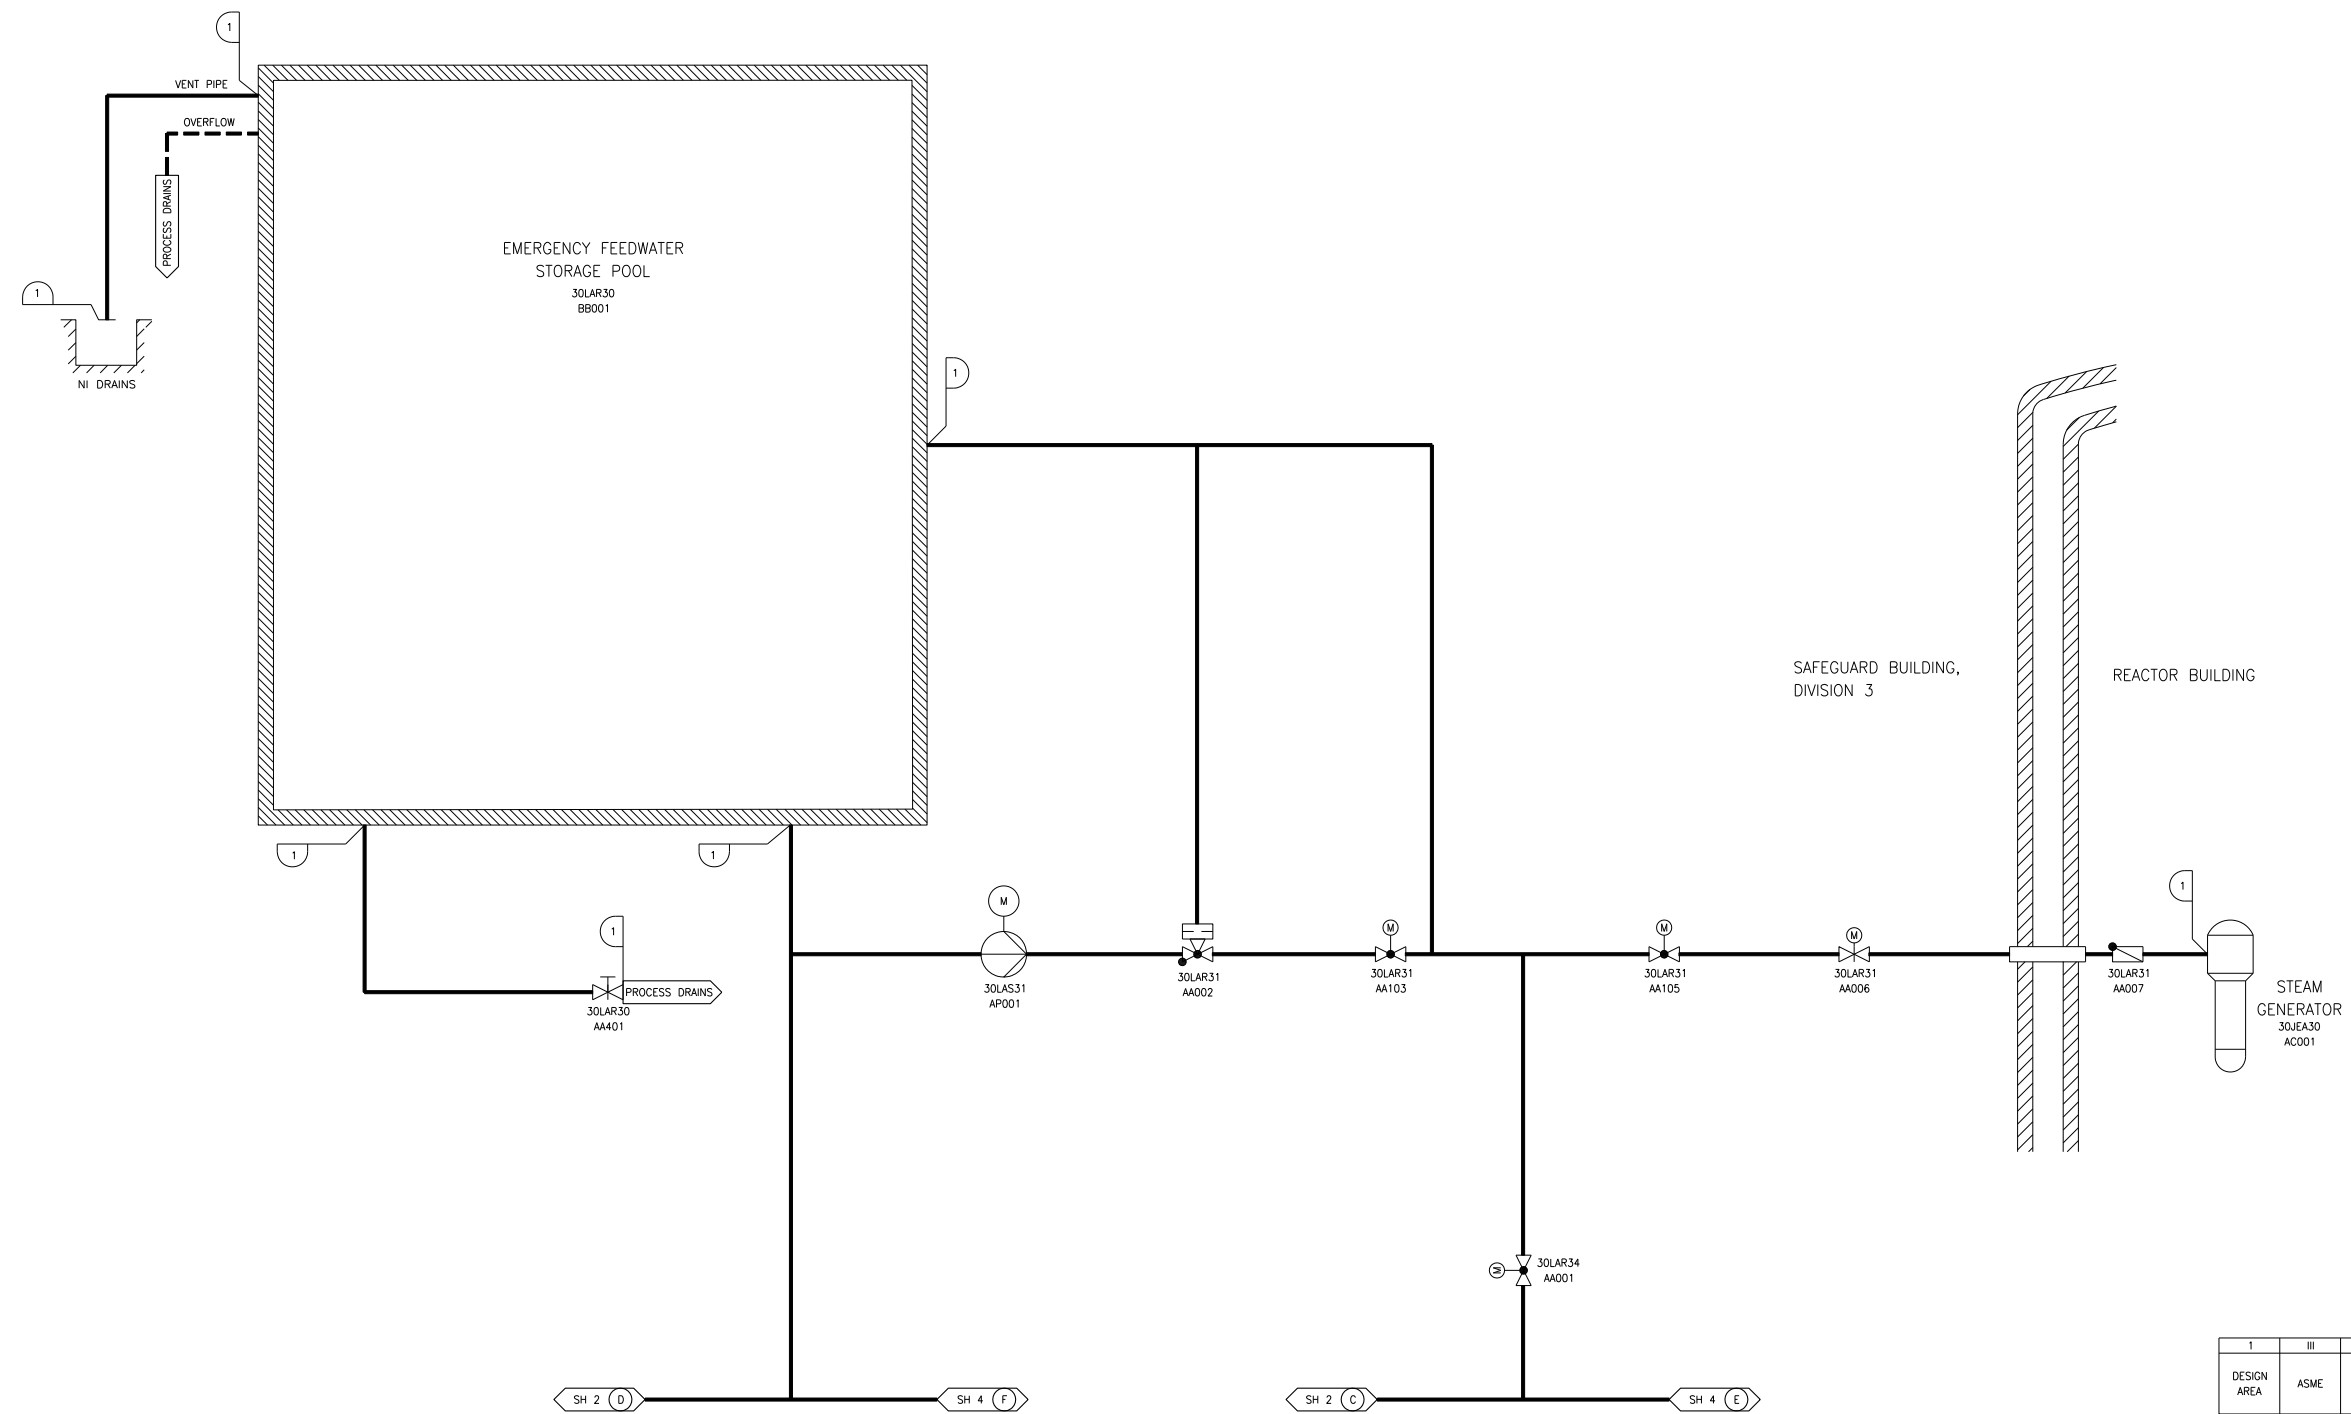 1
VENT PIPE
OVERFLOW
PROCESS DRAINS
1
NI DRAINS
EMERGENCY FEEDWATER
STORAGE POOL
30LAR30
BB001
1
SAFEGUARD BUILDING,
DIVISION 3
REACTOR BUILDING
1
1
1
PROCESS DRAINS
30LAR30
AA401
M
30LAS31
AP001
30LAR31
AA002
M
30LAR31
AA103
M
30LAR31
AA105
M
30LAR31
AA006
30LAR31
AA007
1
STEAM
GENERATOR
30JEA30
AC001
M
30LAR34
AA001
SH 2 D
SH 4 F
SH 2 C
SH 4 E
1 III
DESIGN
AREA
ASME